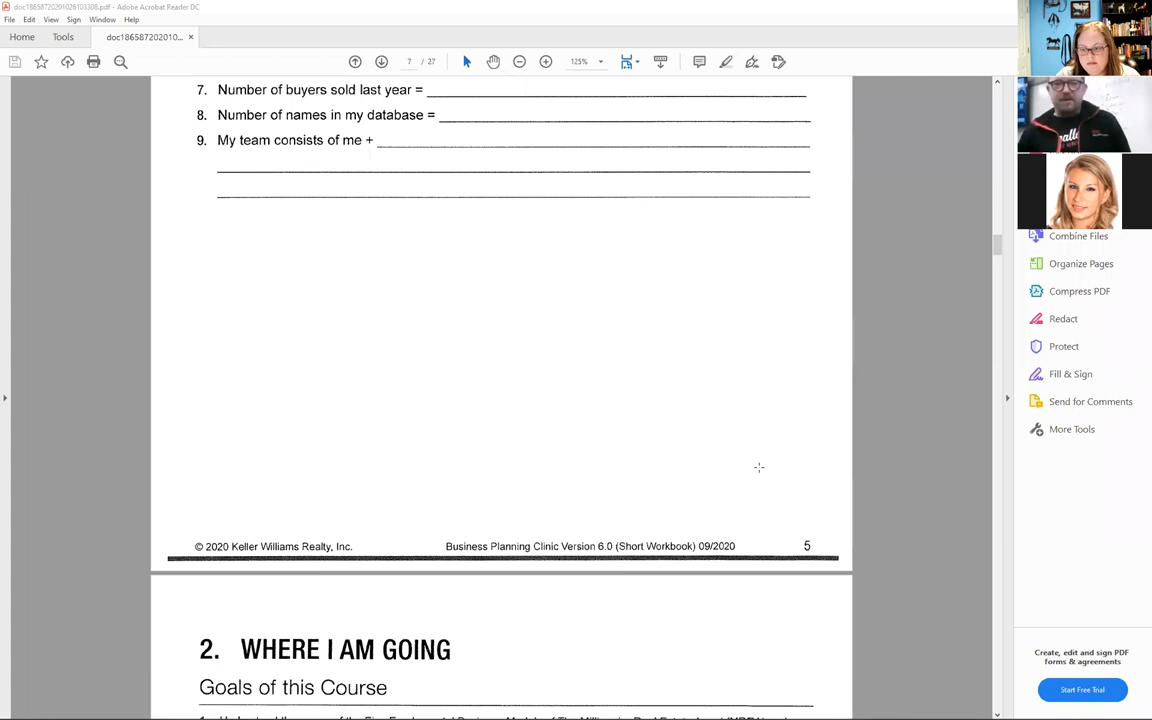 doc18658720201026103308.pdf - Adobe Acrobat Reader DC
File Edit View Sign Window Help
Home Tools doc186587202010... ×
7 / 27 125%
7. Number of buyers sold last year =
8. Number of names in my database =
9. My team consists of me +
© 2020 Keller Williams Realty, Inc. Business Planning Clinic Version 6.0 (Short Workbook) 09/2020 5
2. WHERE I AM GOING
Goals of this Course
Combine Files
Organize Pages
Compress PDF
Redact
Protect
Fill & Sign
Send for Comments
More Tools
Create, edit and sign PDF
forms & agreements
Start Free Trial